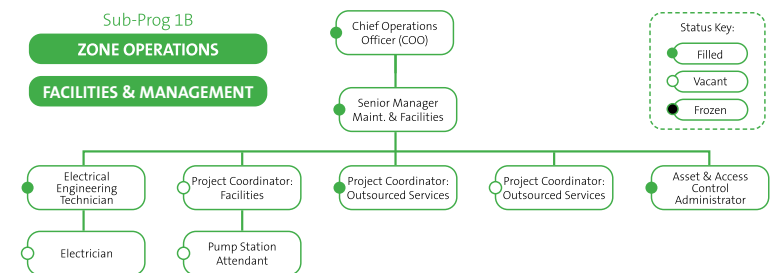 Sub-Prog 1B
ZONE OPERATIONS
FACILITIES & MANAGEMENT
Chief Operations
Officer (COO)
Status Key:
Filled
Vacant
Frozen
Senior Manager
Maint. & Facilities
Electrical
Engineering
Technician
Project Coordinator:
Facilities
Project Coordinator:
Outsourced Services
Project Coordinator:
Outsourced Services
Asset & Access
Control
Administrator
Electrician
Pump Station
Attendant